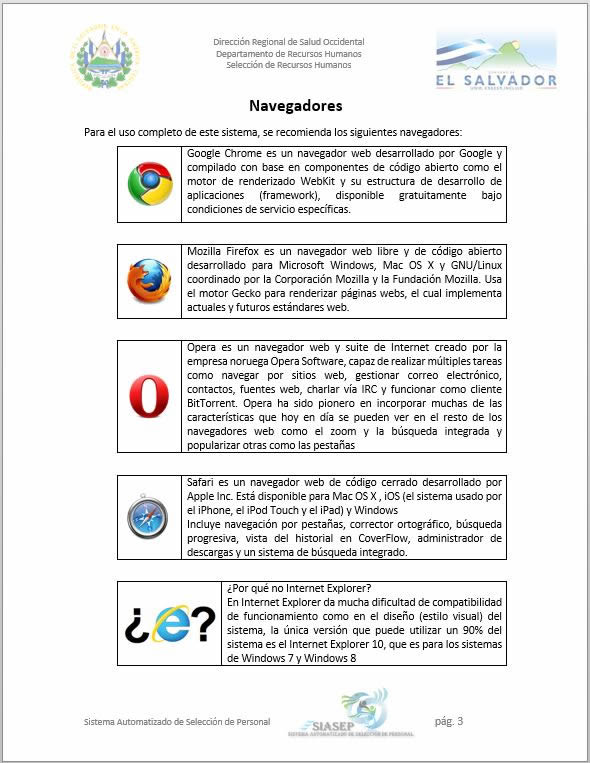 Dirección Regional de Salud Occidental
Departamento de Recursos Humanos
Selección de Recursos Humanos
EL SALVADOR
Navegadores
Para el uso completo de este sistema, se recomienda los siguientes navegadores:
Google Chrome es un navegador web desarrollado por Google y
compilado con base en componentes de código abierto como el
motor de renderizado WebKit y su estructura de desarrollo de
aplicaciones (framework), disponible gratuitamente bajo
condiciones de servicio específicas.
Mozilla Firefox es un navegador web libre y de código abierto
desarrollado para Microsoft Windows, Mac OS X y GNU/Linux
coordinado por la Corporación Mozilla y la Fundación Mozilla. Usa
el motor Gecko para renderizar páginas webs, el cual implementa
actuales y futuros estándares web.
Opera es un navegador web y suite de Internet creado por la
empresa noruega Opera Software, capaz de realizar múltiples tareas
como navegar por sitios web, gestionar correo electrónico,
contactos, fuentes web, charlar vía IRC y funcionar como cliente
BitTorrent. Opera ha sido pionero en incorporar muchas de las
características que hoy en día se pueden ver en el resto de los
navegadores web como el zoom y la búsqueda integrada y
popularizar otras como las pestañas
Safari es un navegador web de código cerrado desarrollado por
Apple Inc. Está disponible para Mac OS X , iOS (el sistema usado por
el iPhone, el iPod Touch y el iPad) y Windows
Incluye navegación por pestañas, corrector ortográfico, búsqueda
progresiva, vista del historial en CoverFlow, administrador de
descargas y un sistema de búsqueda integrado.
¿e?
¿Por qué no Internet Explorer?
En Internet Explorer da mucha dificultad de compatibilidad
de funcionamiento como en el diseño (estilo visual) del
sistema, la única versión que puede utilizar un 90% del
sistema es el Internet Explorer 10, que es para los sistemas
de Windows 7 y Windows 8
Sistema Automatizado de Selección de Personal
SIASEP
SISTEMA AUTOMATIZADO DE SELECCIÓN DE PERSONAL
pág. 3